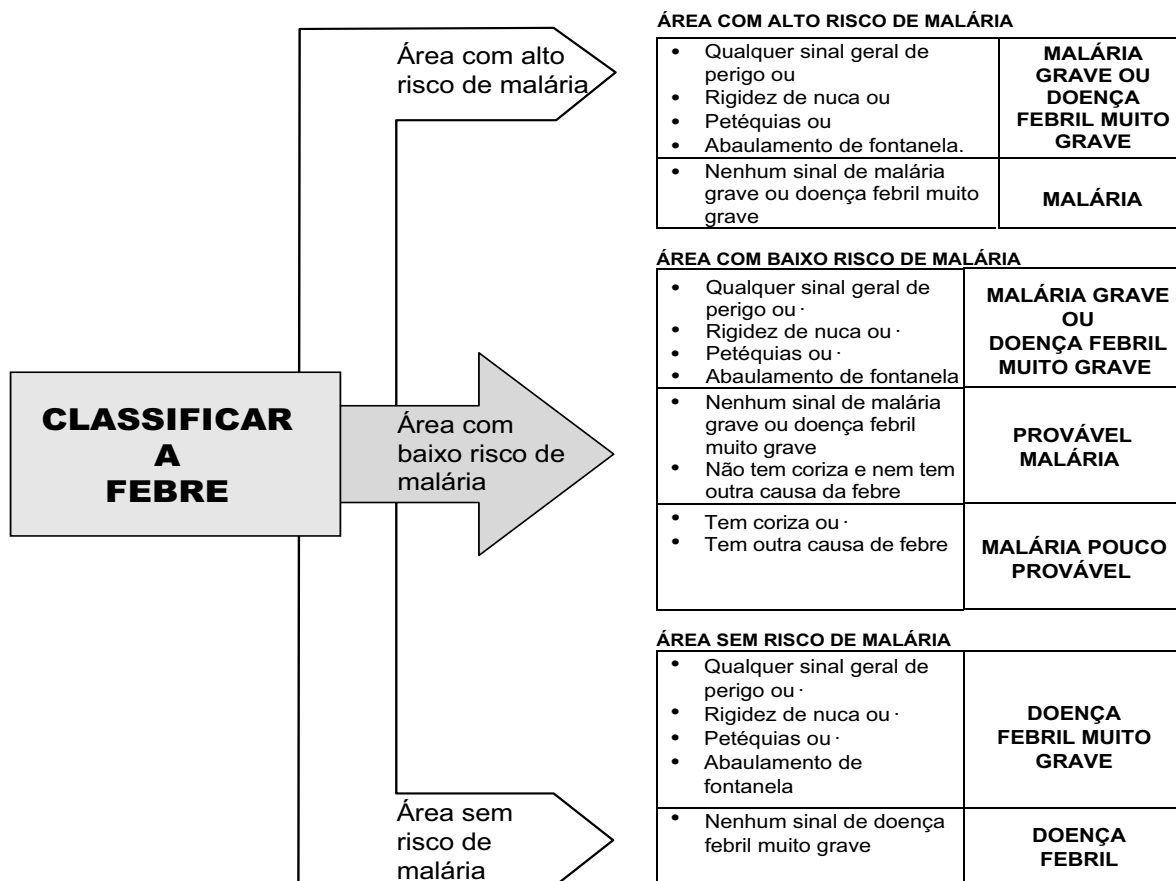 CLASSIFICAR
A
FEBRE
Área com alto
risco de malária
ÁREA COM ALTO RISCO DE MALÁRIA
• Qualquer sinal geral de
perigo ou
• Rigidez de nuca ou
• Petéquias ou
• Abaulamento de fontanela.
MALÁRIA
GRAVE OU
DOENÇA
FEBRIL MUITO
GRAVE
• Nenhum sinal de malária
grave ou doença febril muito
grave
MALÁRIA
Área com
baixo risco de
malária
ÁREA COM BAIXO RISCO DE MALÁRIA
• Qualquer sinal geral de
perigo ou ·
• Rigidez de nuca ou ·
• Petéquias ou ·
• Abaulamento de fontanela
MALÁRIA GRAVE
OU
DOENÇA FEBRIL
MUITO GRAVE
• Nenhum sinal de malária
grave ou doença febril
muito grave
• Não tem coriza e nem tem
outra causa da febre
PROVÁVEL
MALÁRIA
• Tem coriza ou ·
• Tem outra causa de febre
MALÁRIA POUCO
PROVÁVEL
Área sem
risco de
malária
ÁREA SEM RISCO DE MALÁRIA
• Qualquer sinal geral de
perigo ou ·
• Rigidez de nuca ou ·
• Petéquias ou ·
• Abaulamento de
fontanela
DOENÇA
FEBRIL MUITO
GRAVE
• Nenhum sinal de doença
febril muito grave
DOENÇA
FEBRIL